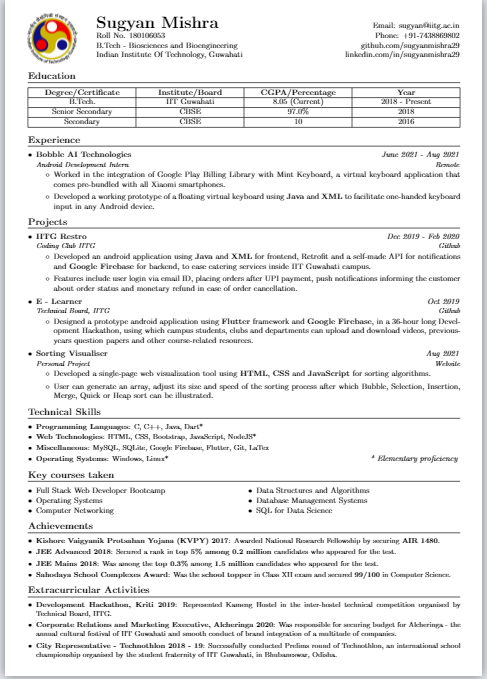 Sugyan Mishra
Roll No. 180106053
B.Tech - Biosciences and Bioengineering
Indian Institute Of Technology, Guwahati
Email: sugyan@iitg.ac.in
Phone: +91-7438869802
github.com/sugyanmishra29
linkedin.com/in/sugyanmishra29
Education
Degree/Certificate Institute/Board CGPA/Percentage Year
B.Tech. IIT Guwahati 8.05 (Current) 2018 - Present
Senior Secondary CBSE 97.0% 2018
Secondary CBSE 10 2016
Experience
• Bobble AI Technologies June 2021 - Aug 2021
Android Development Intern Remote
◦ Worked in the integration of Google Play Billing Library with Mint Keyboard, a virtual keyboard application that
comes pre-bundled with all Xiaomi smartphones.
◦ Developed a working prototype of a floating virtual keyboard using Java and XML to facilitate one-handed keyboard
input in any Android device.
Projects
• IITG Restro Dec 2019 - Feb 2020
Coding Club IITG Github
◦ Developed an android application using Java and XML for frontend, Retrofit and a self-made API for notifications
and Google Firebase for backend, to ease catering services inside IIT Guwahati campus.
◦ Features include user login via email ID, placing orders after UPI payment, push notifications informing the customer
about order status and monetary refund in case of order cancellation.
• E - Learner Oct 2019
Technical Board, IITG Github
◦ Designed a prototype android application using Flutter framework and Google Firebase, in a 36-hour long Devel-
opment Hackathon, using which campus students, clubs and departments can upload and download videos, previous-
years question papers and other course-related resources.
• Sorting Visualiser Aug 2021
Personal Project Website
◦ Developed a single-page web visualization tool using HTML, CSS and JavaScript for sorting algorithms.
◦ User can generate an array, adjust its size and speed of the sorting process after which Bubble, Selection, Insertion,
Merge, Quick or Heap sort can be illustrated.
Technical Skills
• Programming Languages: C, C++, Java, Dart*
• Web Technologies: HTML, CSS, Bootstrap, JavaScript, NodeJS*
• Miscellaneous: MySQL, SQLite, Google Firebase, Flutter, Git, LaTex
• Operating Systems: Windows, Linux* * Elementary proficiency
Key courses taken
• Full Stack Web Developer Bootcamp
• Operating Systems
• Computer Networking
• Data Structures and Algorithms
• Database Management Systems
• SQL for Data Science
Achievements
• Kishore Vaigyanik Protsahan Yojana (KVPY) 2017: Awarded National Research Fellowship by securing AIR 1480.
• JEE Advanced 2018: Secured a rank in top 5% among 0.2 million candidates who appeared for the test.
• JEE Mains 2018: Was among the top 0.3% among 1.5 million candidates who appeared for the test.
• Sahodaya School Complexes Award: Was the school topper in Class XII exam and secured 99/100 in Computer Science.
Extracurricular Activities
• Development Hackathon, Kriti 2019: Represented Kameng Hostel in the inter-hostel technical competition organised by
Technical Board, IITG.
• Corporate Relations and Marketing Executive, Alcheringa 2020: Was responsible for securing budget for Alcheringa - the
annual cultural festival of IIT Guwahati and smooth conduct of brand integration of a multitude of companies.
• City Representative - Technothlon 2018 - 19: Successfully conducted Prelims round of Technothlon, an international school
championship organised by the student fraternity of IIT Guwahati, in Bhubaneswar, Odisha.